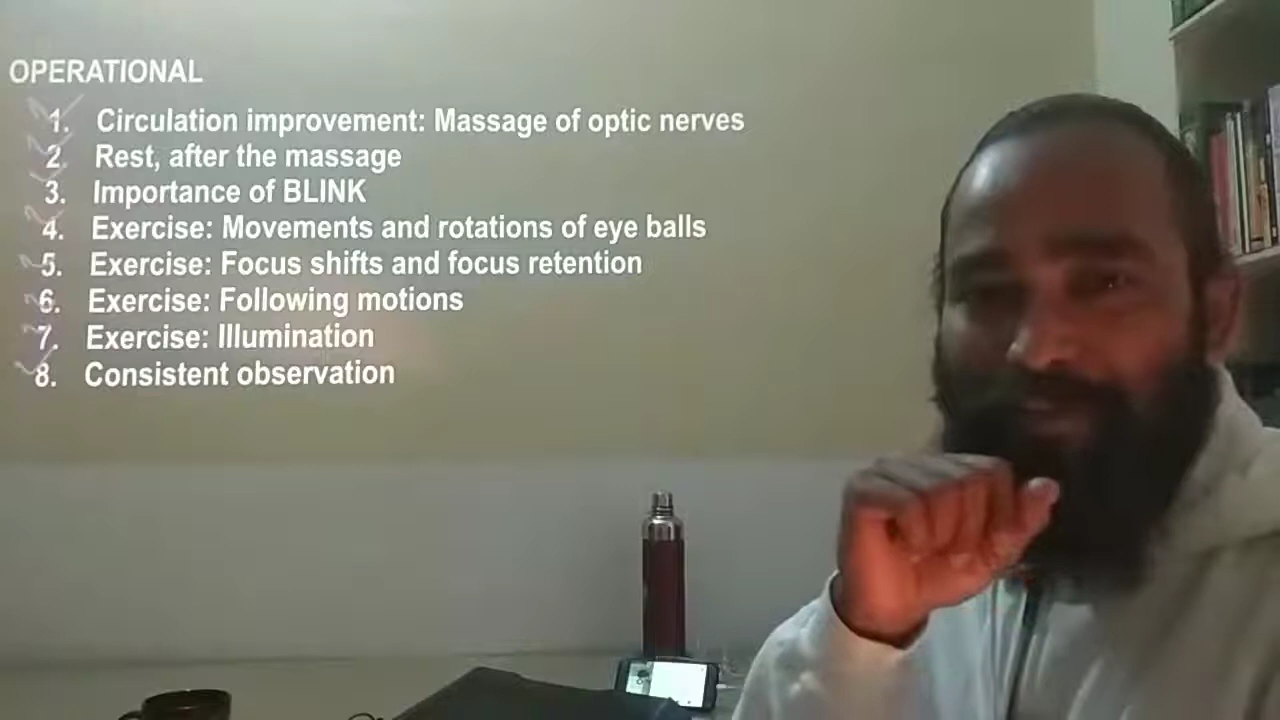 OPERATIONAL
1. Circulation improvement: Massage of optic nerves
2. Rest, after the massage
3. Importance of BLINK
4. Exercise: Movements and rotations of eye balls
5. Exercise: Focus shifts and focus retention
6. Exercise: Following motions
7. Exercise: Illumination
8. Consistent observation